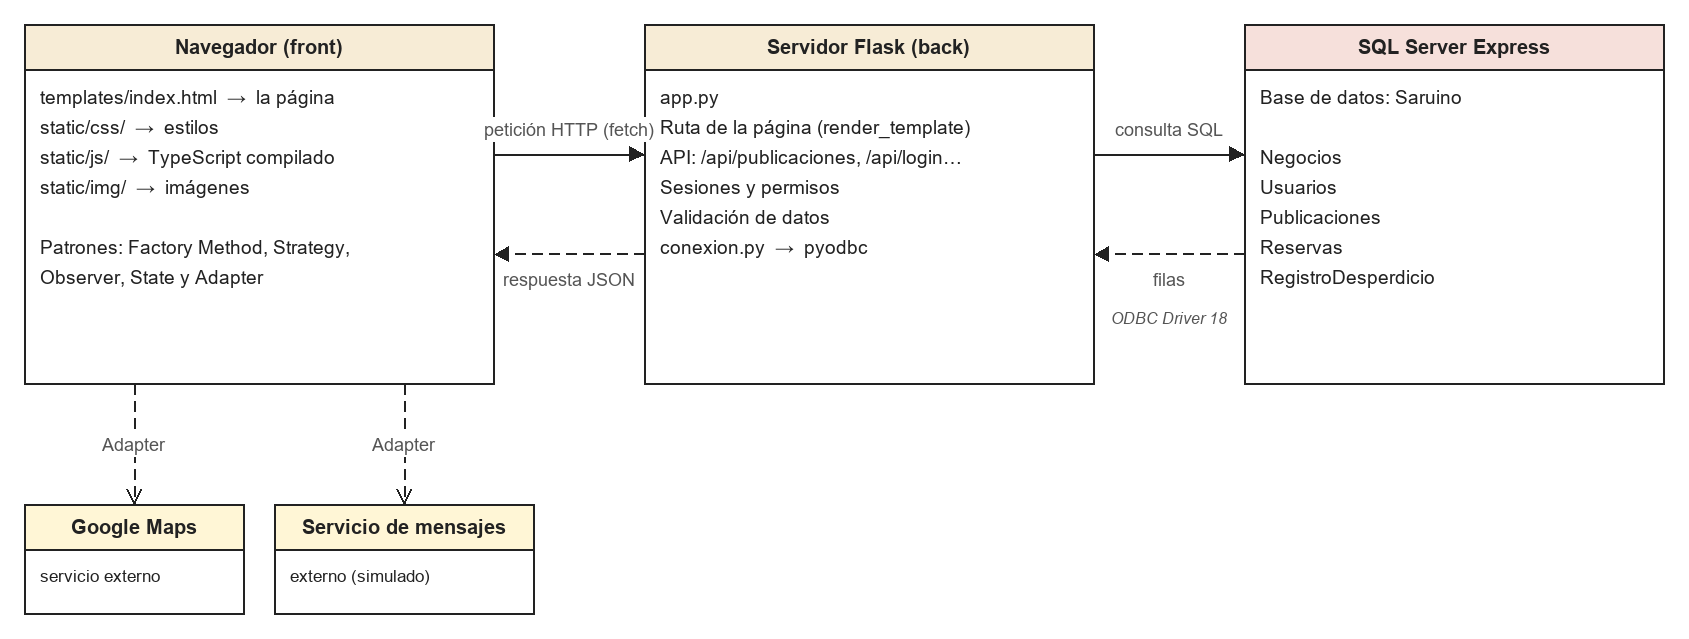 Navegador (front)
templates/index.html → la página
static/css/ → estilos
static/js/ → TypeScript compilado
static/img/ → imágenes
Patrones: Factory Method, Strategy,
Observer, State y Adapter
petición HTTP (fetch)
respuesta JSON
Servidor Flask (back)
app.py
Ruta de la página (render_template)
API: /api/publicaciones, /api/login…
Sesiones y permisos
Validación de datos
conexion.py → pyodbc
consulta SQL
filas
ODBC Driver 18
SQL Server Express
Base de datos: Saruino
Negocios
Usuarios
Publicaciones
Reservas
RegistroDesperdicio
Adapter
Adapter
Google Maps
servicio externo
Servicio de mensajes
externo (simulado)